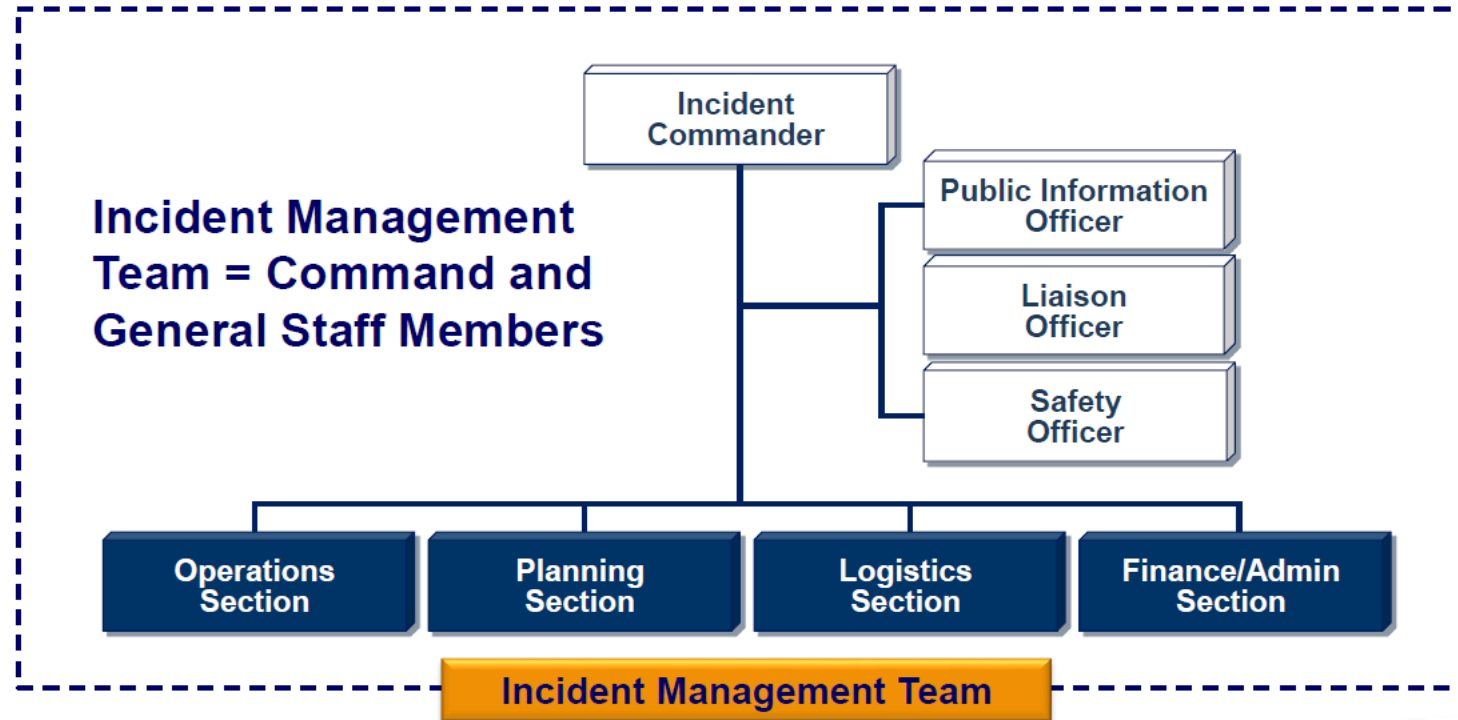 Incident
Commander
Public Information
Officer
Incident Management
Team = Command and
General Staff Members
Liaison
Officer
Safety
Officer
Operations
Section
Planning
Section
Logistics
Section
Finance/Admin
Section
Incident Management Team